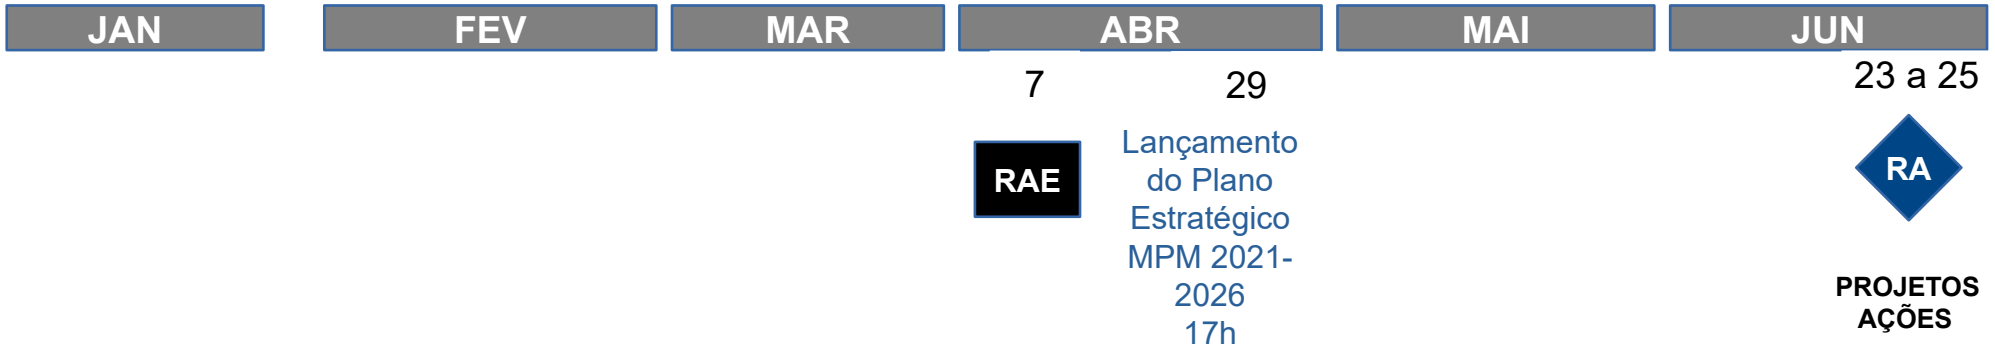 JAN FEV MAR ABR MAI JUN
7 29 23 a 25
RAE
Lançamento
do Plano
Estratégico
MPM 2021-
2026
17h
RA
PROJETOS
AÇÕES